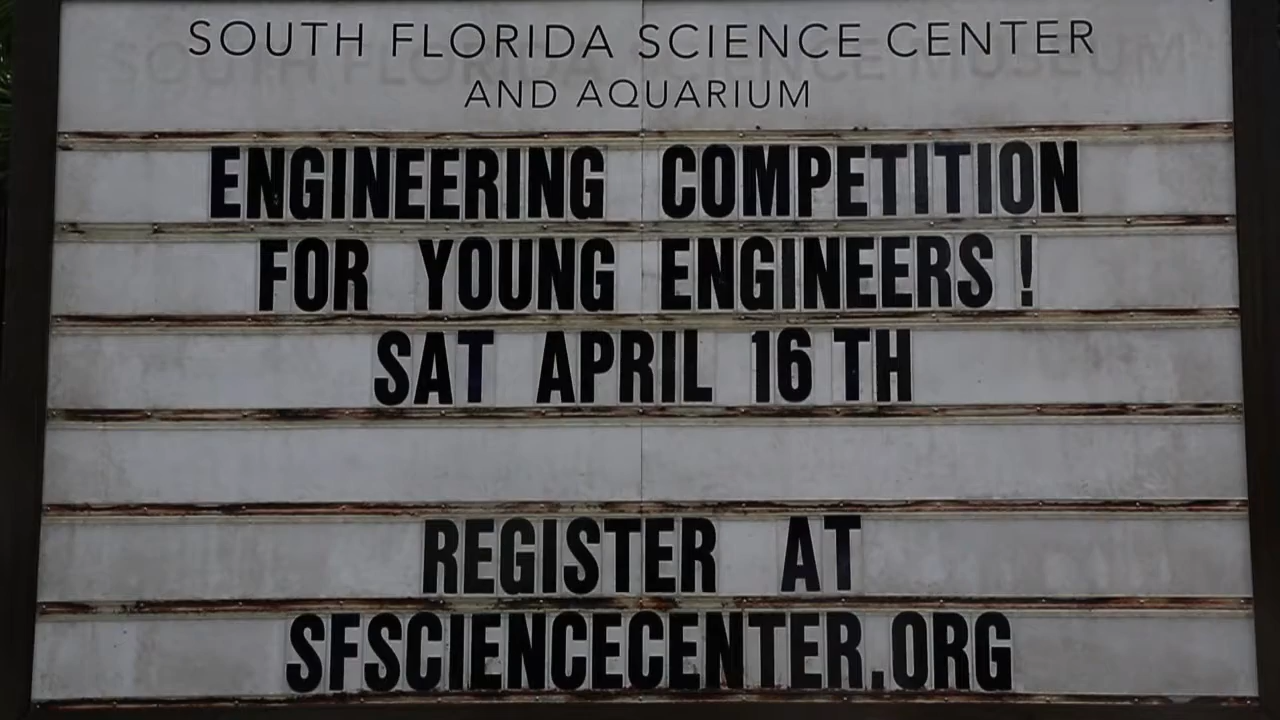 SOUTH FLORIDA SCIENCE CENTER
AND AQUARIUM
ENGINEERING COMPETITION
FOR YOUNG ENGINEERS !
SAT APRIL 16 TH
REGISTER AT
SFSCIENCECENTER.ORG